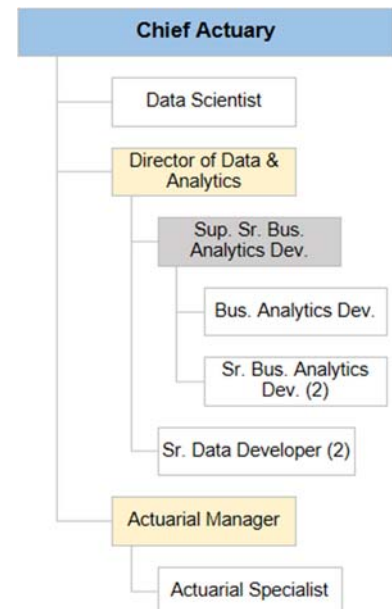 Chief Actuary
Data Scientist
Director of Data &
Analytics
Sup. Sr. Bus.
Analytics Dev.
Bus. Analytics Dev.
Sr. Bus. Analytics
Dev. (2)
Sr. Data Developer (2)
Actuarial Manager
Actuarial Specialist